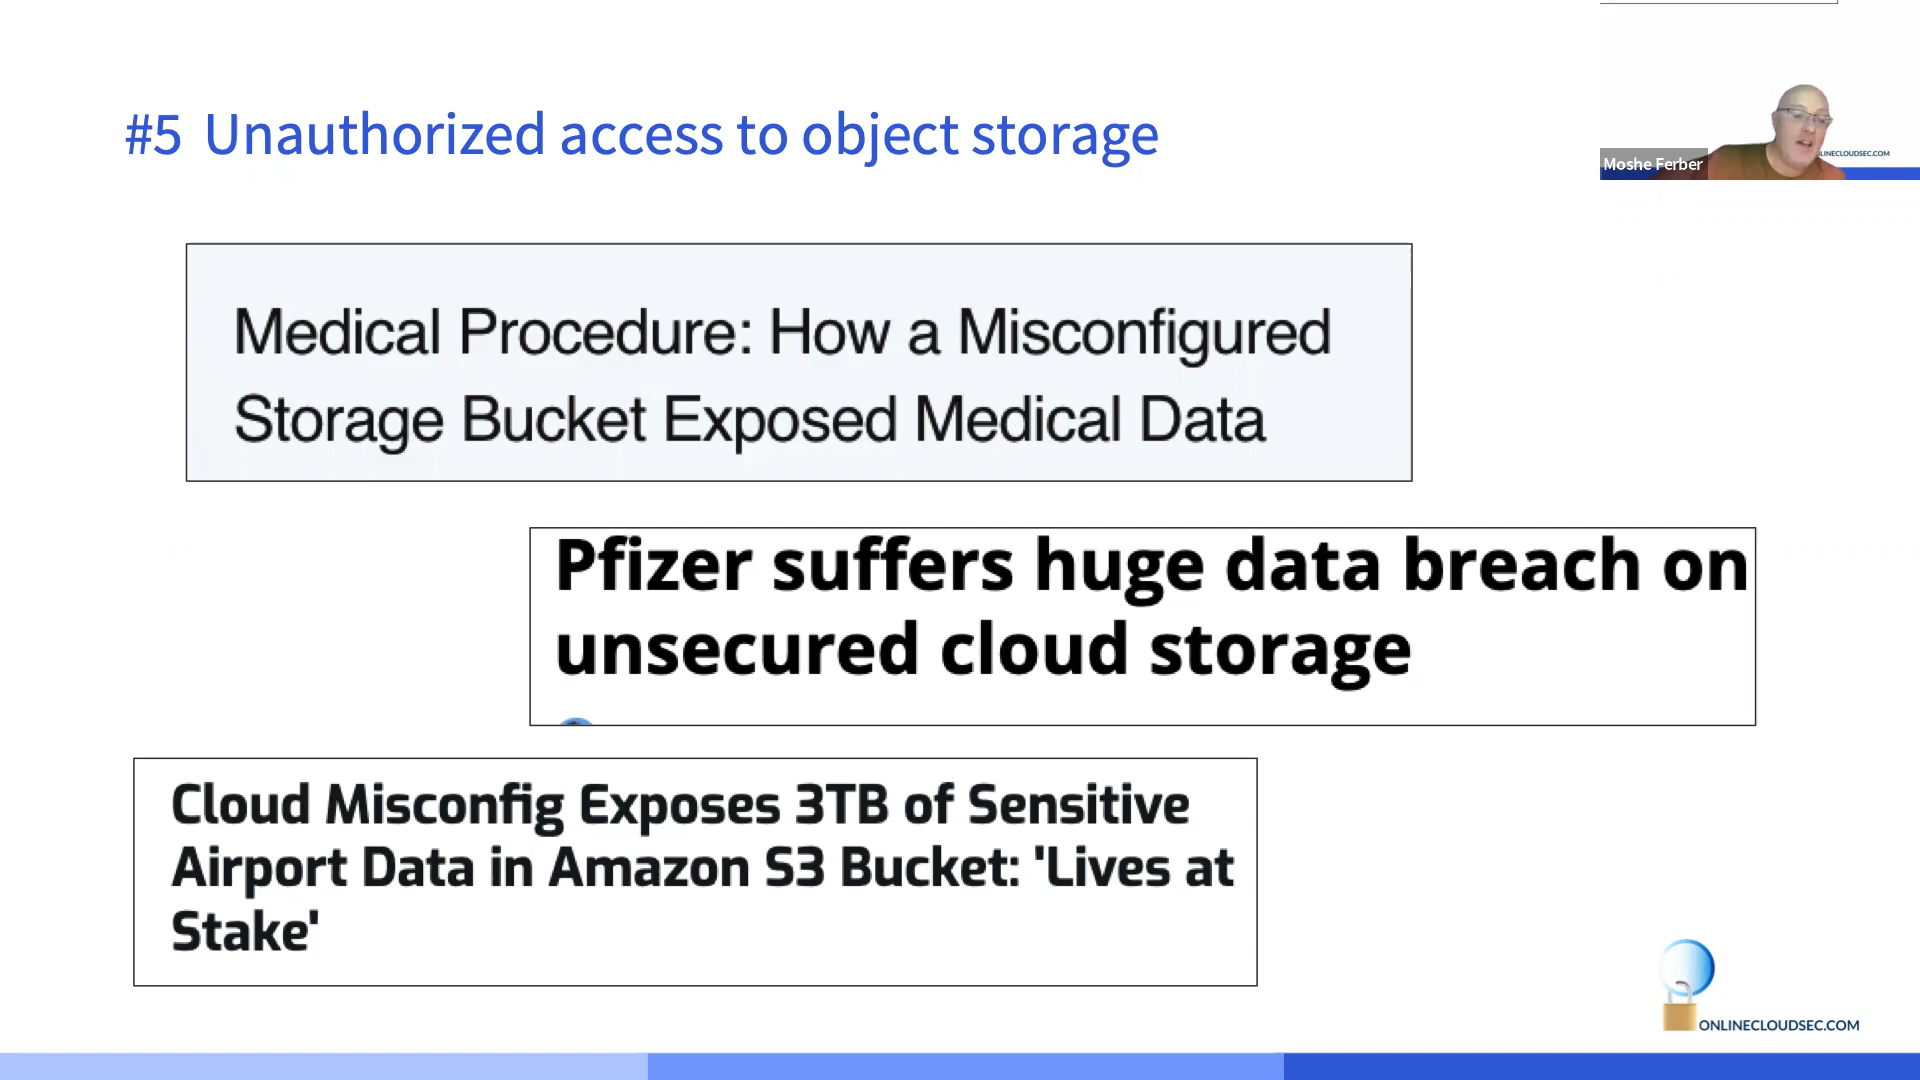 #5 Unauthorized access to object storage
LINECLOUDSEC.COM
Moshe Ferber
Medical Procedure: How a Misconfigured
Storage Bucket Exposed Medical Data
Pfizer suffers huge data breach on
unsecured cloud storage
Cloud Misconfig Exposes 3TB of Sensitive
Airport Data in Amazon S3 Bucket: 'Lives at
Stake'
ONLINECLOUDSEC.COM